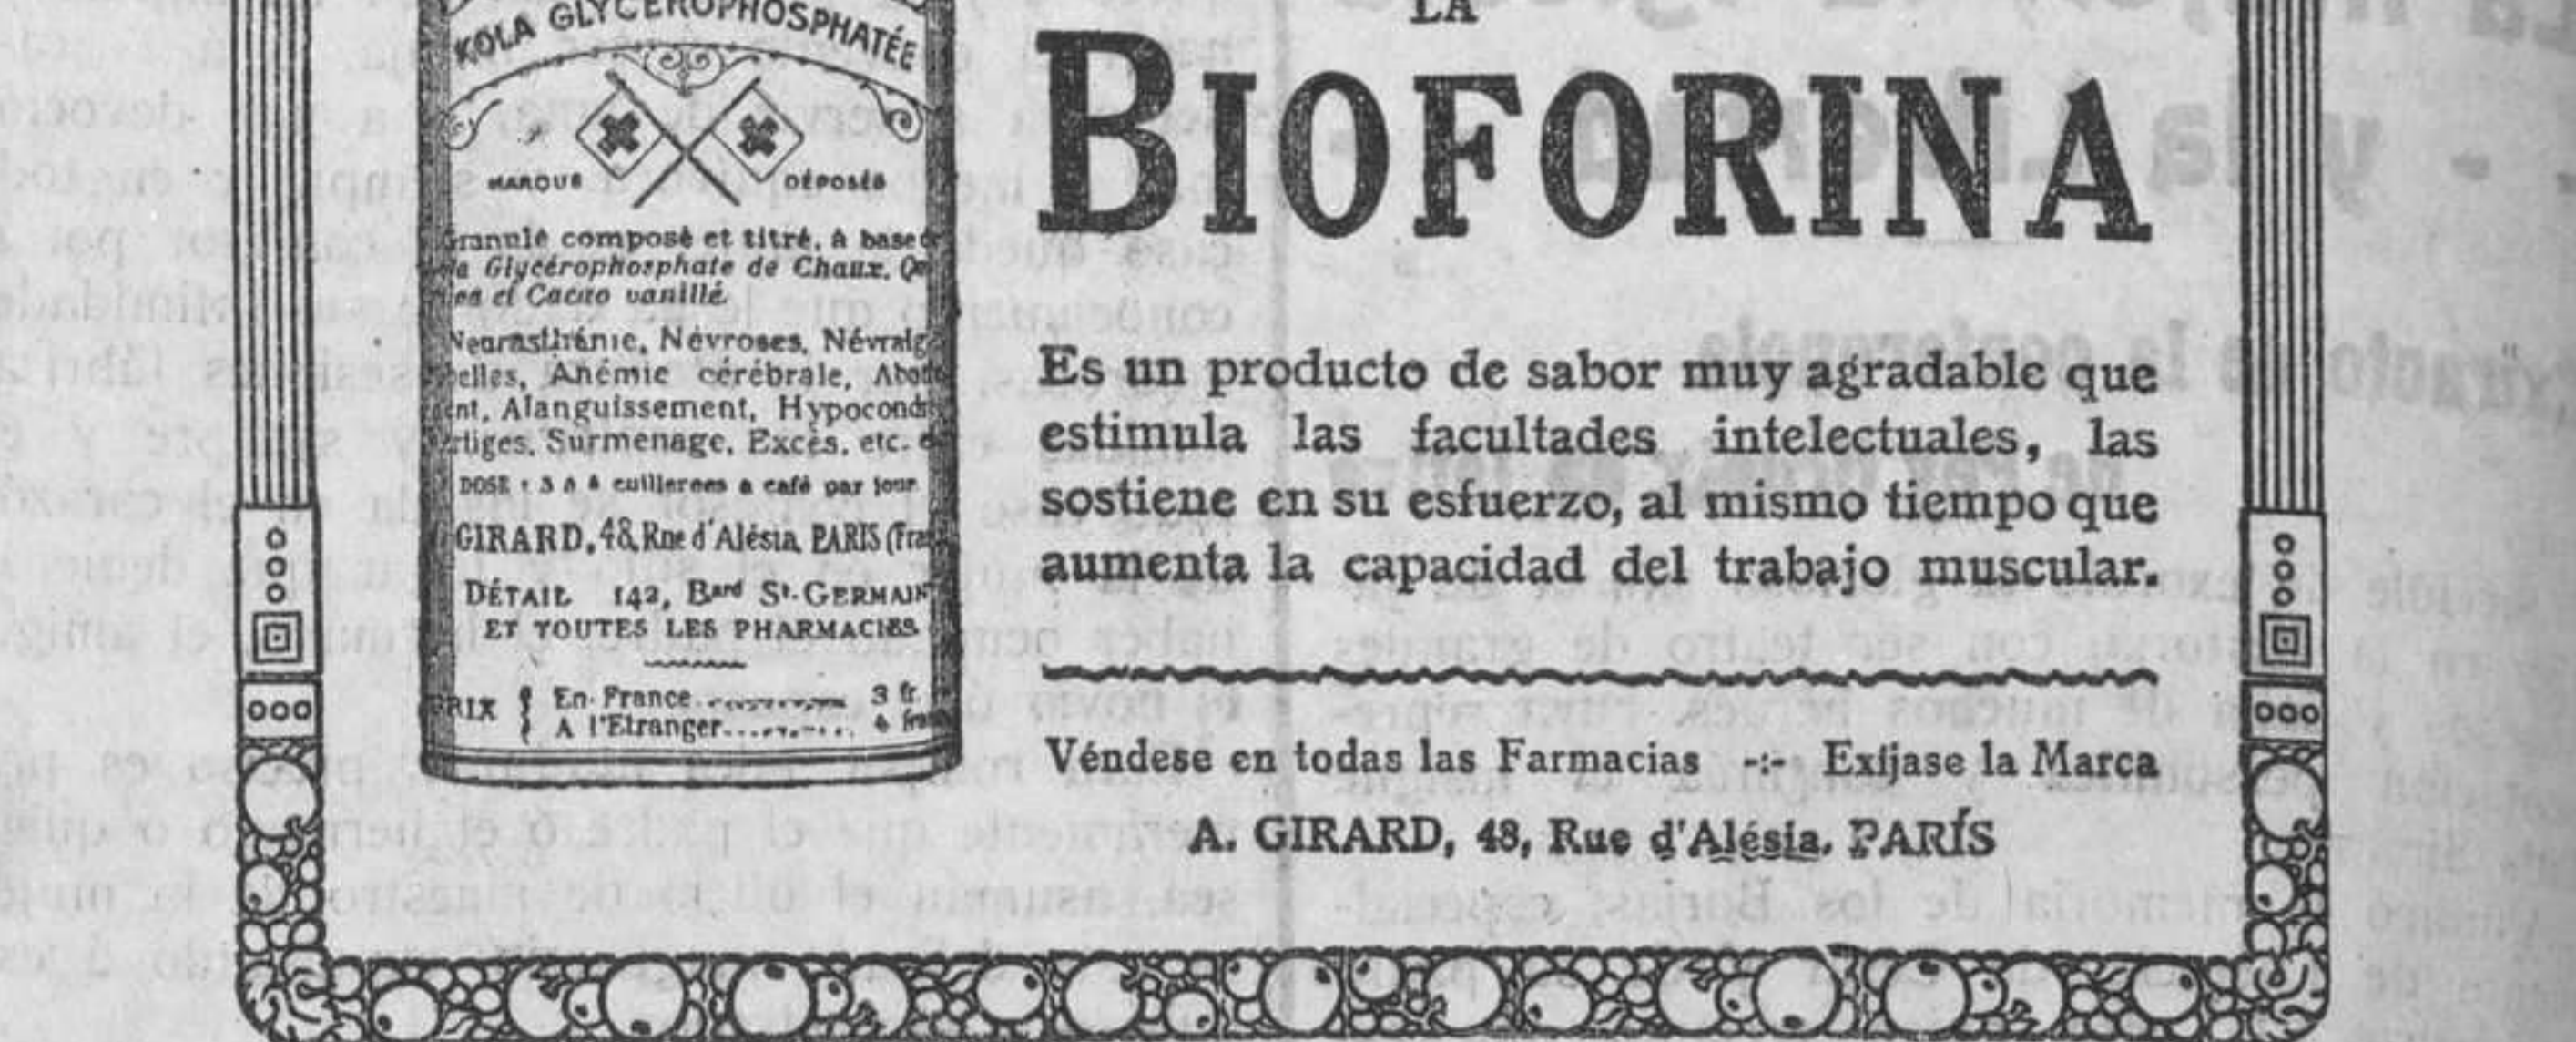 KOLA GLYCEROPHOSPHATÉE
MARQUE DÉPOSÉE
Granulé composé et titré, à base de
Glycérophosphate de Chaux,
et Cacao vanillé
Neurasthénie, Névroses,
Anémie cérébrale,
Alanguissement,
Surmenage, Excès, etc.
DOSE : 3 à 4 cuillerees a café par jour
GIRARD, 48, Rue d'Alésia PARIS
DÉTAIL 142, Bard St-GERMAIN
ET TOUTES LES PHARMACIES
PRIX
En France 3 fr.
A l'Etranger 4
LA
BIOFORINA
Es un producto de sabor muy agradable que
estimula las facultades intelectuales, las
sostiene en su esfuerzo, al mismo tiempo que
aumenta la capacidad del trabajo muscular.
Véndese en todas las Farmacias -:- Exíjase la Marca
A. GIRARD, 48, Rue d'Alésia. PARÍS